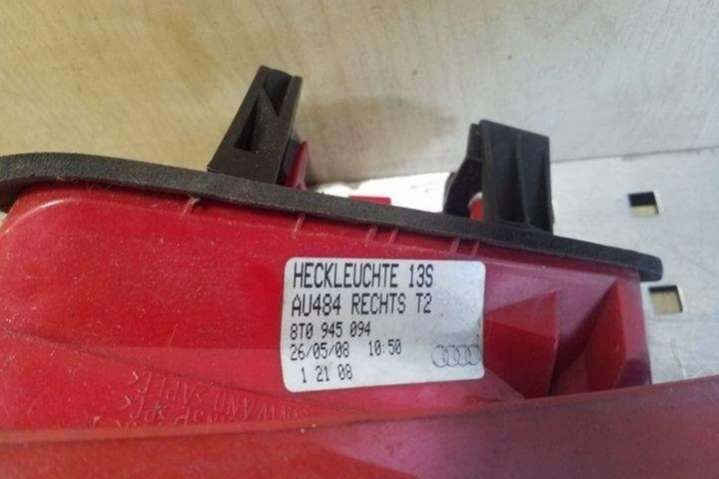 HECKLEUCHTE 13S
AU484 RECHTS T2
8T0 945 094
26/05/08 10:50
1 21 08